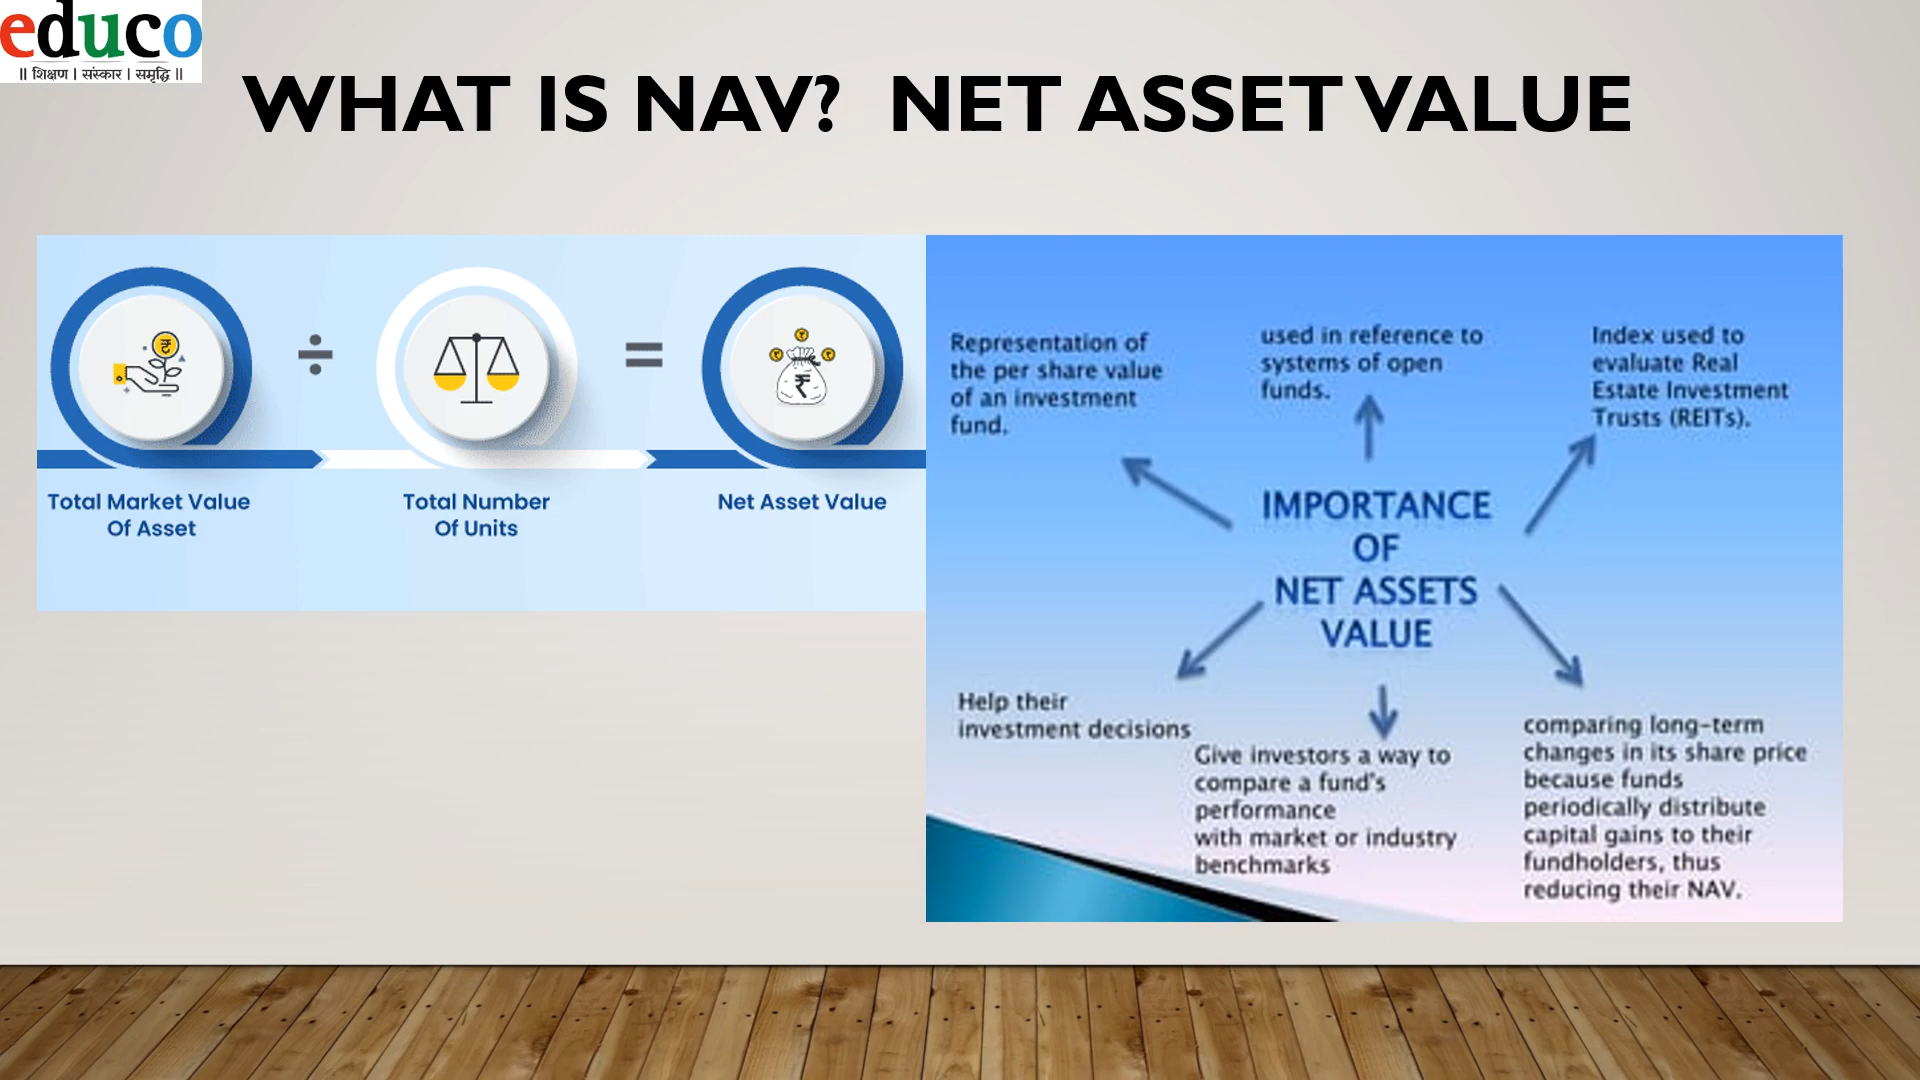 educo
॥ शिक्षण | संस्कार | समृद्धि ॥
WHAT IS NAV? NET ASSET VALUE
÷
=
Total Market Value
Of Asset
Total Number
Of Units
Net Asset Value
Representation of
the per share value
of an investment
fund.
used in reference to
systems of open
funds.
Index used to
evaluate Real
Estate Investment
Trusts (REITs).
IMPORTANCE
OF
NET ASSETS
VALUE
Help their
investment decisions
Give investors a way to
compare a fund's
performance
with market or industry
benchmarks
comparing long-term
changes in its share price
because funds
periodically distribute
capital gains to their
fundholders, thus
reducing their NAV.